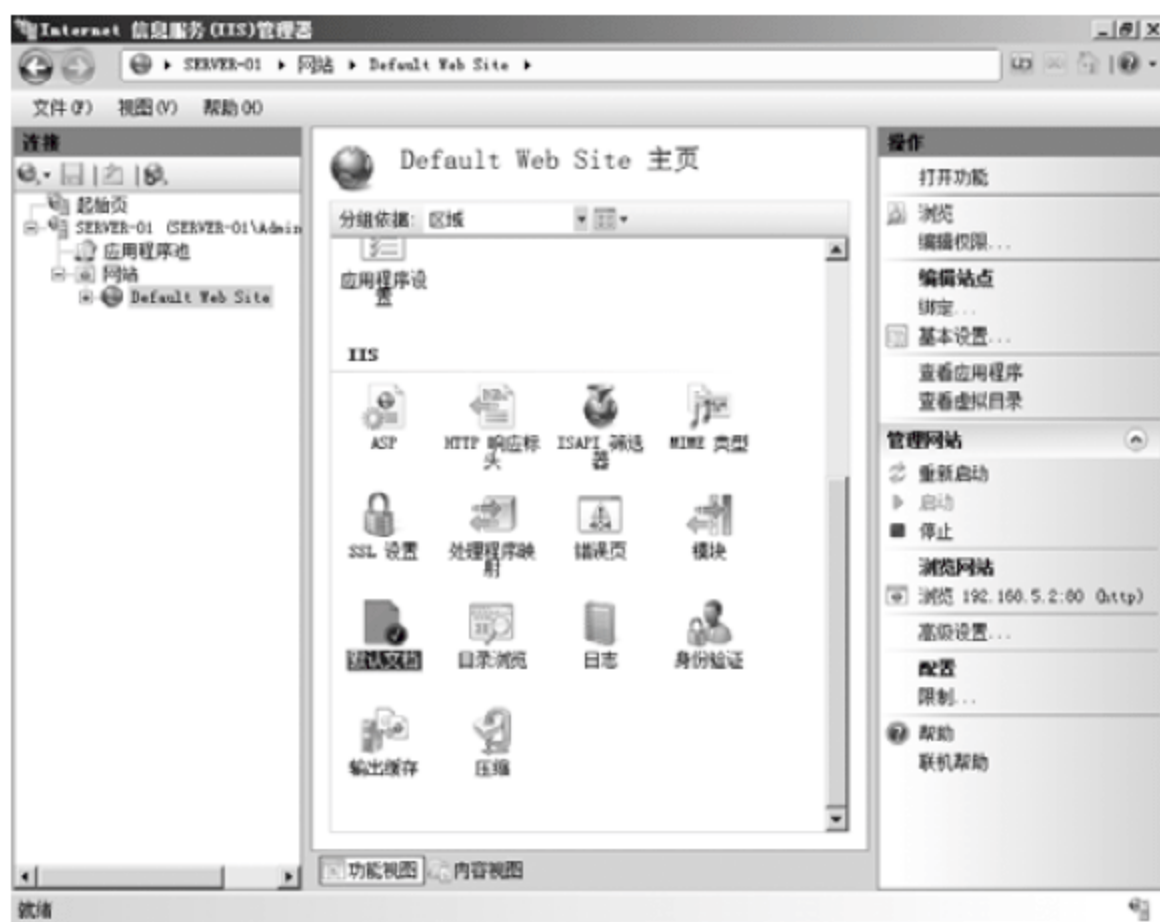 Internet 信息服务(IIS)管理器
SERVER-01 网站 Default Web Site
文件(F) 视图(V) 帮助(H)
连接
起始页
SERVER-01 (SERVER-01\Admin
应用程序池
网站
Default Web Site
Default Web Site 主页
分组依据: 区域
应用程序设
置
IIS
ASP
HTTP 响应标
头
ISAPI 筛选
器
MIME 类型
SSL 设置
处理程序映
射
错误页
模块
默认文档
目录浏览
日志
身份验证
输出缓存
压缩
功能视图
内容视图
操作
打开功能
浏览
编辑权限...
编辑站点
绑定...
基本设置...
查看应用程序
查看虚拟目录
管理网站
重新启动
启动
停止
浏览网站
浏览 192.168.5.2:80 (http)
高级设置...
配置
限制...
帮助
联机帮助
就绪